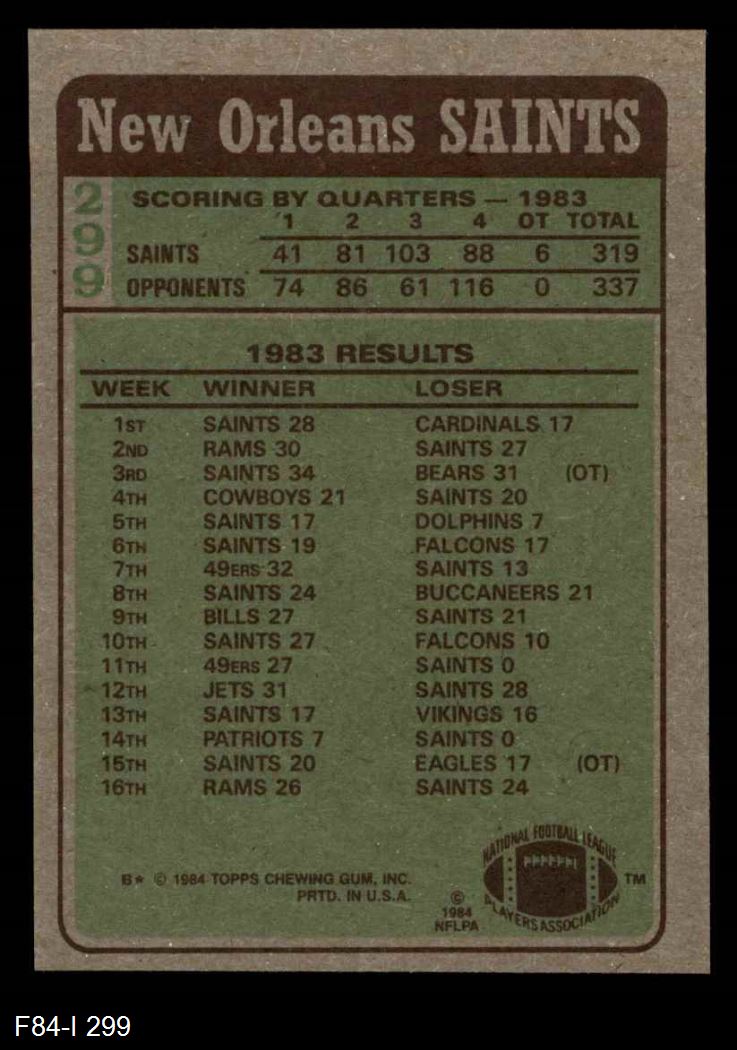 New Orleans SAINTS
299
SCORING BY QUARTERS — 1983
1 2 3 4 OT TOTAL
SAINTS 41 81 103 88 6 319
OPPONENTS 74 86 61 116 0 337
1983 RESULTS
WEEK WINNER LOSER
1ST SAINTS 28 CARDINALS 17
2ND RAMS 30 SAINTS 27
3RD SAINTS 34 BEARS 31 (OT)
4TH COWBOYS 21 SAINTS 20
5TH SAINTS 17 DOLPHINS 7
6TH SAINTS 19 FALCONS 17
7TH 49ERS 32 SAINTS 13
8TH SAINTS 24 BUCCANEERS 21
9TH BILLS 27 SAINTS 21
10TH SAINTS 27 FALCONS 10
11TH 49ERS 27 SAINTS 0
12TH JETS 31 SAINTS 28
13TH SAINTS 17 VIKINGS 16
14TH PATRIOTS 7 SAINTS 0
15TH SAINTS 20 EAGLES 17 (OT)
16TH RAMS 26 SAINTS 24
B* © 1984 TOPPS CHEWING GUM, INC.
PRTD. IN U.S.A.
© 1984 NFLPA
NATIONAL FOOTBALL LEAGUE
PLAYERS ASSOCIATION
TM
F84-I 299